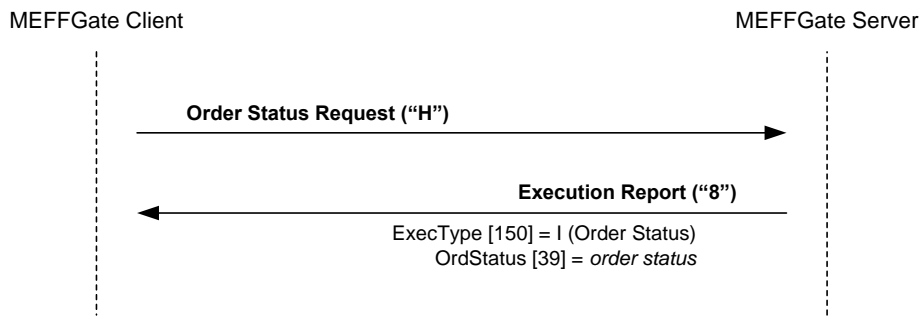 MEFFGate Client
MEFFGate Server
Order Status Request (“H”)
Execution Report (“8”)
ExecType [150] = I (Order Status)
OrdStatus [39] = order status